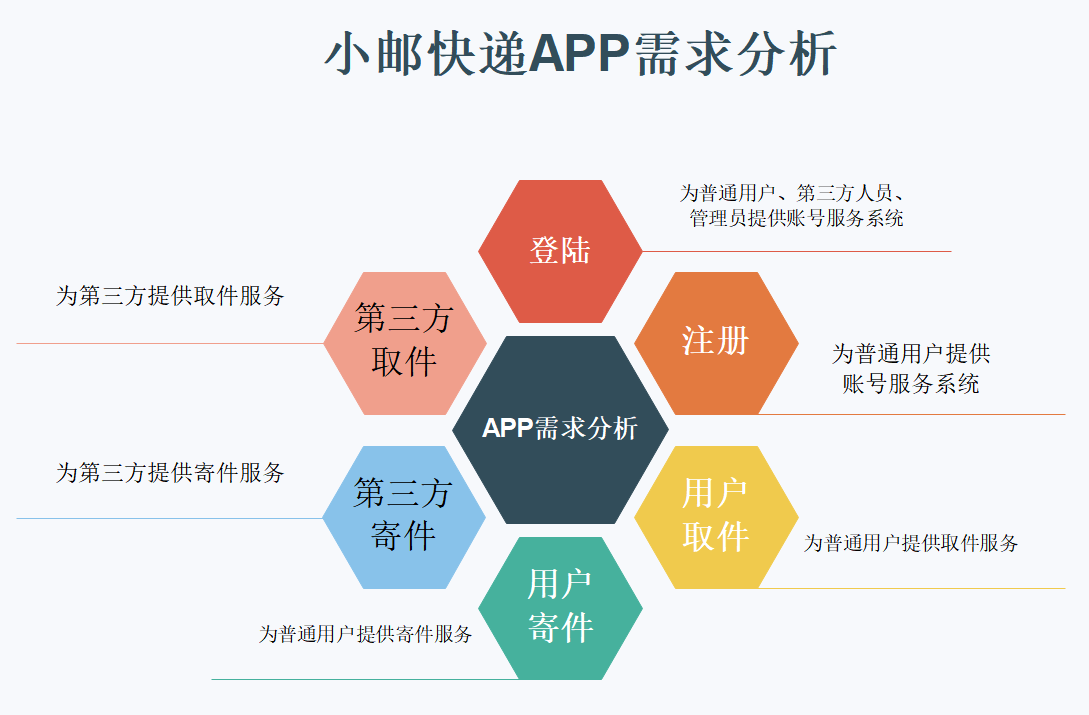 小邮快递APP需求分析
登陆
为普通用户、第三方人员、
管理员提供账号服务系统
为第三方提供取件服务
第三方
取件
注册
为普通用户提供
账号服务系统
APP需求分析
为第三方提供寄件服务
第三方
寄件
用户
取件
为普通用户提供取件服务
用户
寄件
为普通用户提供寄件服务